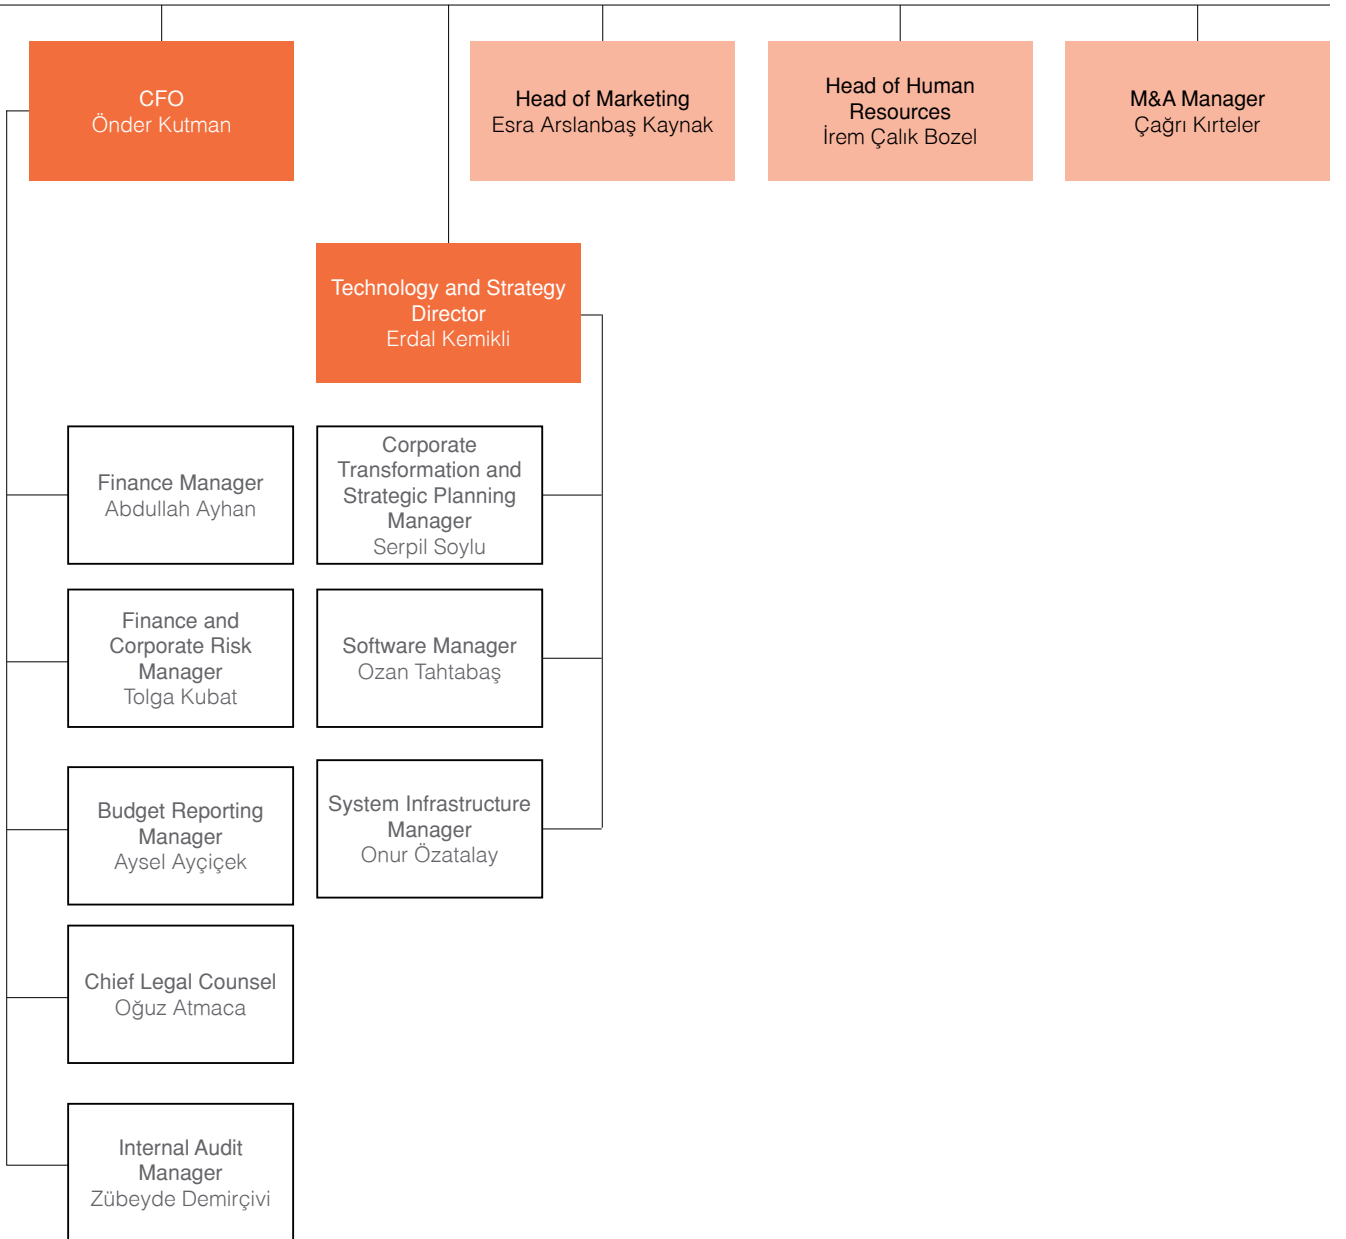 CFO
Önder Kutman
Head of Marketing
Esra Arslanbaş Kaynak
Head of Human
Resources
İrem Çalık Bozel
M&A Manager
Çağrı Kırteler
Technology and Strategy
Director
Erdal Kemikli
Finance Manager
Abdullah Ayhan
Corporate
Transformation and
Strategic Planning
Manager
Serpil Soylu
Finance and
Corporate Risk
Manager
Tolga Kubat
Software Manager
Ozan Tahtabaş
Budget Reporting
Manager
Aysel Ayçiçek
System Infrastructure
Manager
Onur Özatalay
Chief Legal Counsel
Oğuz Atmaca
Internal Audit
Manager
Zübeyde Demirçivi